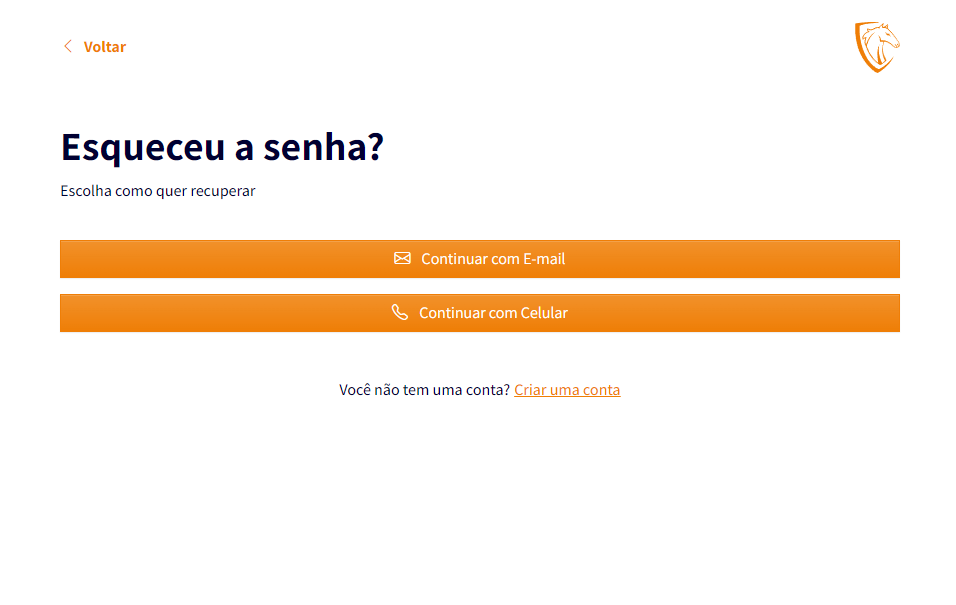 Voltar
Esqueceu a senha?
Escolha como quer recuperar
Continuar com E-mail
Continuar com Celular
Você não tem uma conta? Criar uma conta